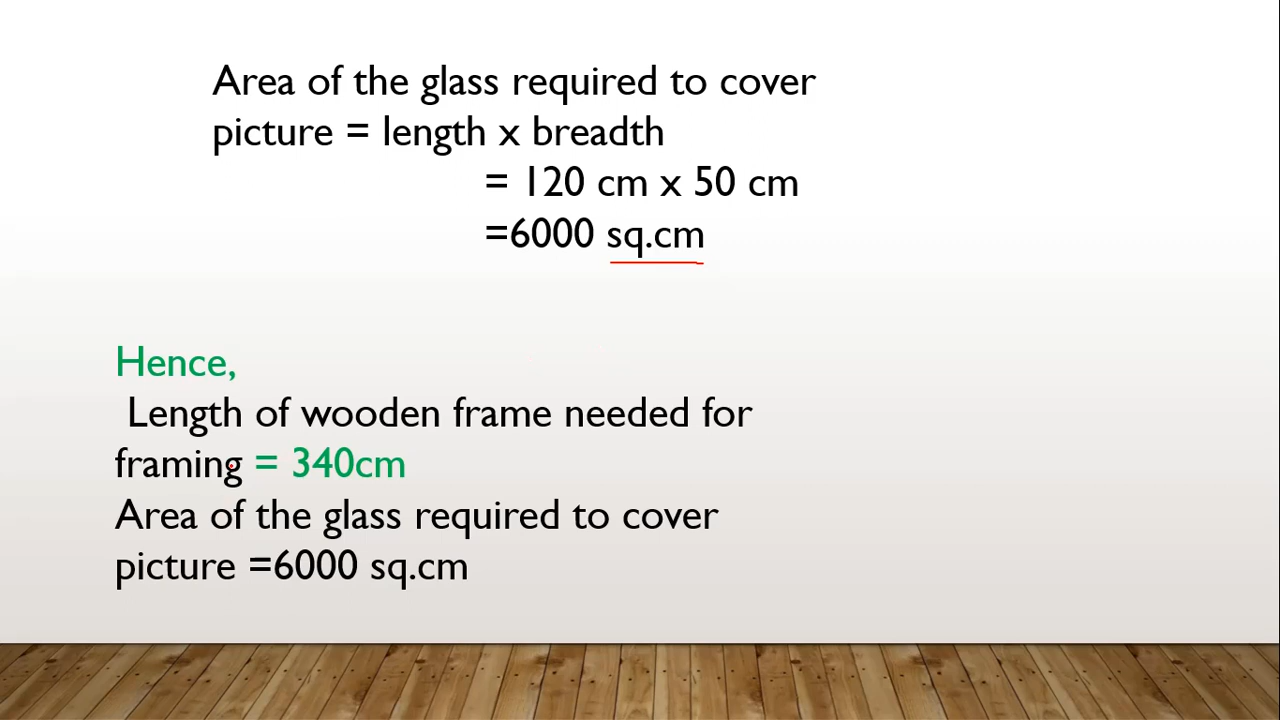 Area of the glass required to cover
picture = length x breadth
= 120 cm x 50 cm
=6000 sq.cm
Hence,
Length of wooden frame needed for
framing = 340cm
Area of the glass required to cover
picture =6000 sq.cm